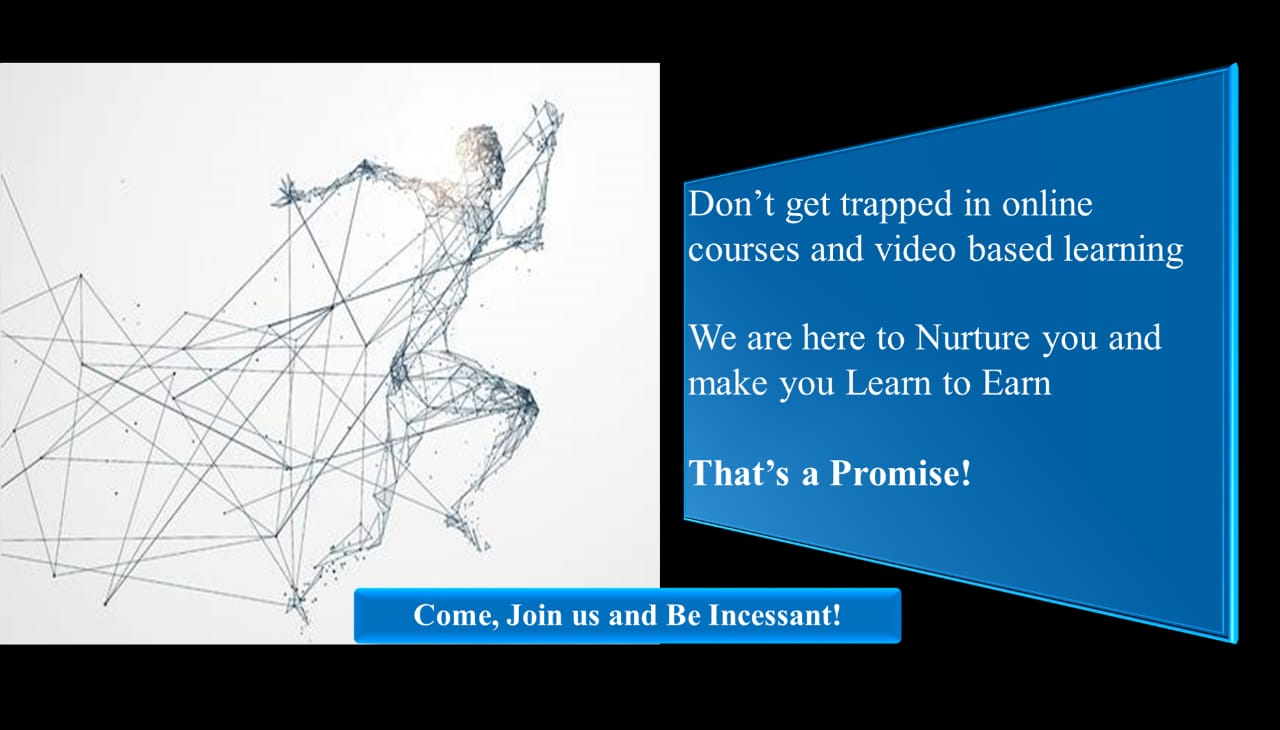 Don’t get trapped in online
courses and video based learning
We are here to Nurture you and
make you Learn to Earn
That’s a Promise!
Come, Join us and Be Incessant!